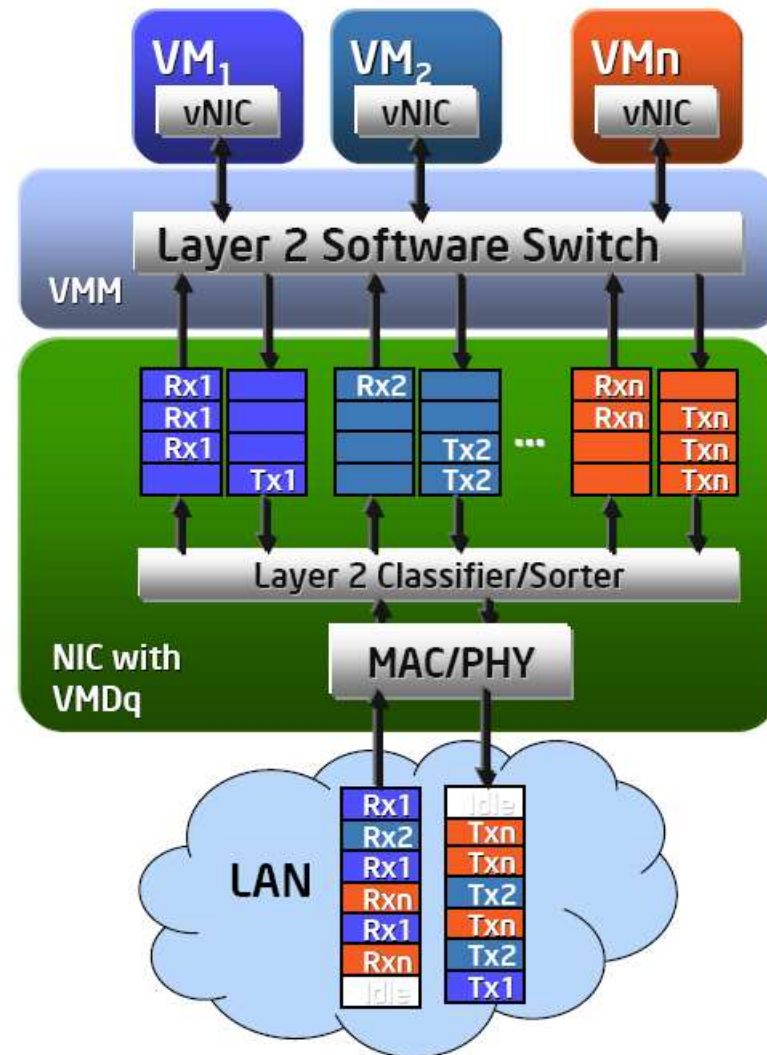 VM1 VM2 VMn
vNIC vNIC vNIC
Layer 2 Software Switch
VMM
Rx1 Rx2 Rxn
Rx1 Rxn Txn
Rx1 Tx2 ... Txn
Tx1 Tx2 Txn
Layer 2 Classifier/Sorter
MAC/PHY
NIC with
VMDq
LAN
Rx1
Rx2
Rx1
Rxn
Rx1
Rxn
Idle
Idle
Txn
Txn
Tx2
Txn
Tx2
Tx1